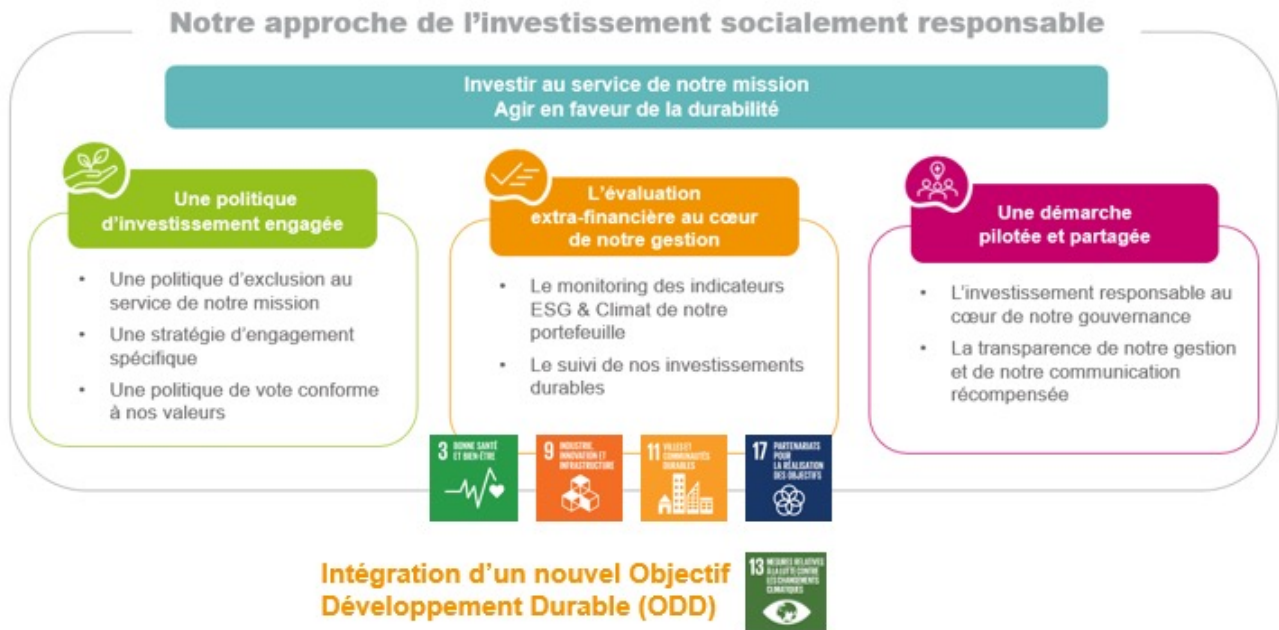 Notre approche de l'investissement socialement responsable
Investir au service de notre mission
Agir en faveur de la durabilité
Une politique
d'investissement engagée
• Une politique d'exclusion au
service de notre mission
• Une stratégie d'engagement
spécifique
• Une politique de vote conforme
à nos valeurs
L'évaluation
extra-financière au cœur
de notre gestion
• Le monitoring des indicateurs
ESG & Climat de notre
portefeuille
• Le suivi de nos investissements
durables
Une démarche
pilotée et partagée
• L'investissement responsable au
cœur de notre gouvernance
• La transparence de notre gestion
et de notre communication
récompensée
3 BONNE SANTÉ
ET BIEN-ÊTRE
9 INDUSTRIE,
INNOVATION ET
INFRASTRUCTURE
11 VILLES ET
COMMUNAUTÉS
DURABLES
17 PARTENARIATS
POUR
LA RÉALISATION
DES OBJECTIFS
Intégration d'un nouvel Objectif
Développement Durable (ODD)
13 MESURES RELATIVES
À LA LUTTE CONTRE
LES CHANGEMENTS
CLIMATIQUES